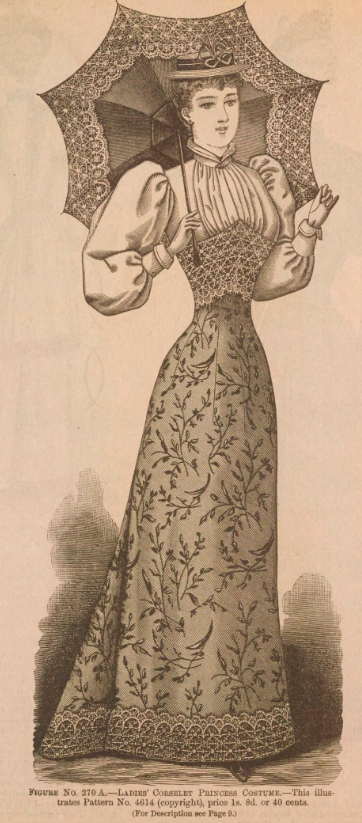 FIGURE NO. 270 A.—LADIES' CORSELET PRINCESS COSTUME.—This illus-
trates Pattern No. 4614 (copyright), price 1s. 8d. or 40 cents.
(For Description see Page 9.)